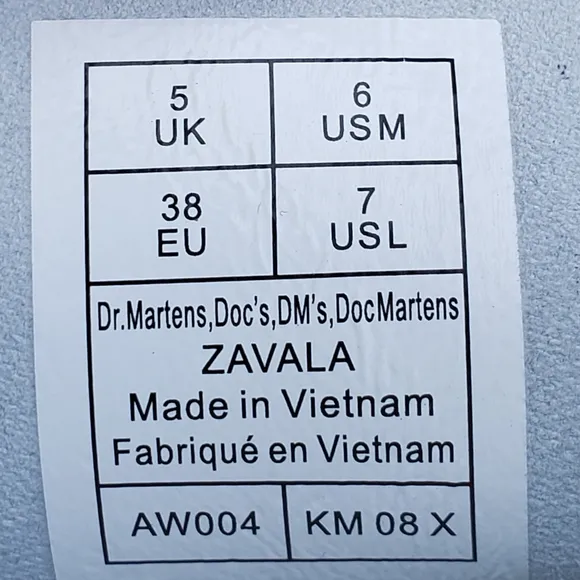 5 6
UK USM
38 7
EU USL
Dr.Martens,Doc's,DM's,DocMartens
ZAVALA
Made in Vietnam
Fabriqué en Vietnam
AW004 KM 08 X